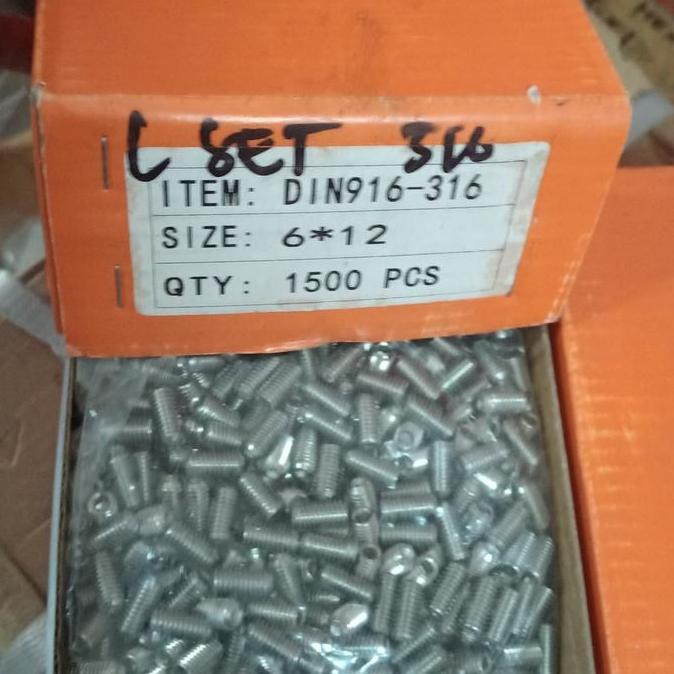 L SET 316
ITEM: DIN916-316
SIZE: 6*12
QTY: 1500 PCS